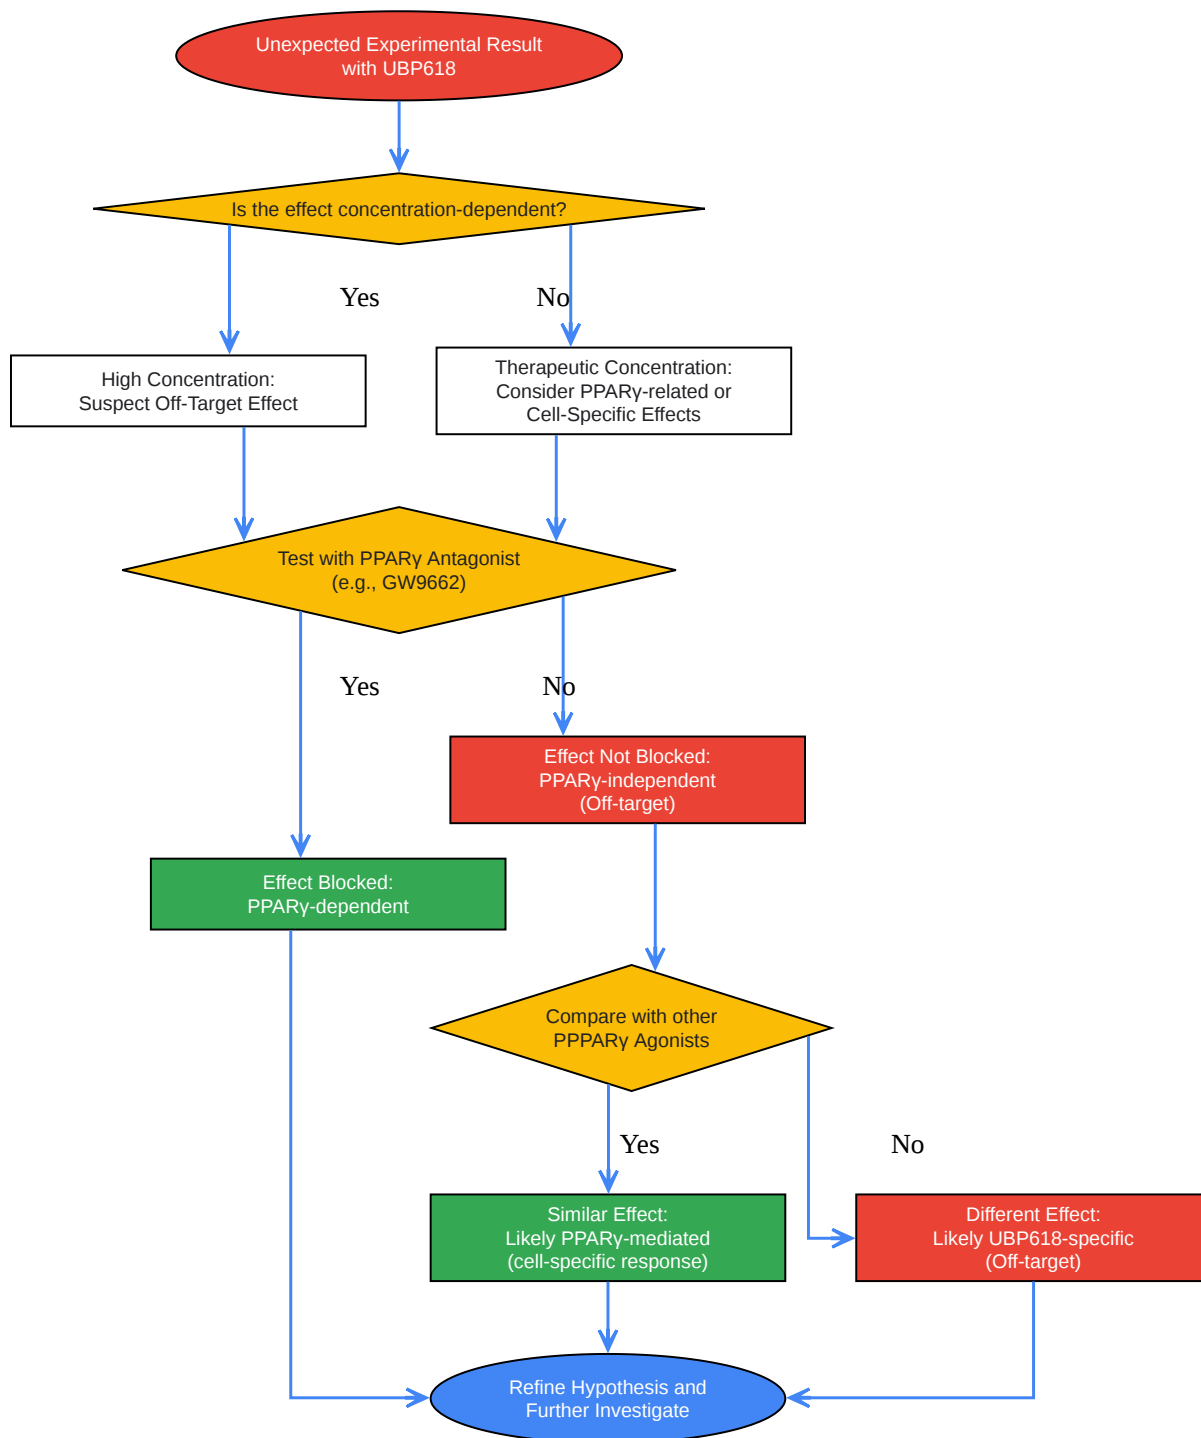 Unexpected Experimental Result
with UBP618
Is the effect concentration-dependent?
Yes
No
High Concentration:
Suspect Off-Target Effect
Therapeutic Concentration:
Consider PPARγ-related or
Cell-Specific Effects
Test with PPARγ Antagonist
(e.g., GW9662)
Yes
No
Effect Not Blocked:
PPARγ-independent
(Off-target)
Effect Blocked:
PPARγ-dependent
Compare with other
PPPARγ Agonists
Yes
No
Similar Effect:
Likely PPARγ-mediated
(cell-specific response)
Different Effect:
Likely UBP618-specific
(Off-target)
Refine Hypothesis and
Further Investigate